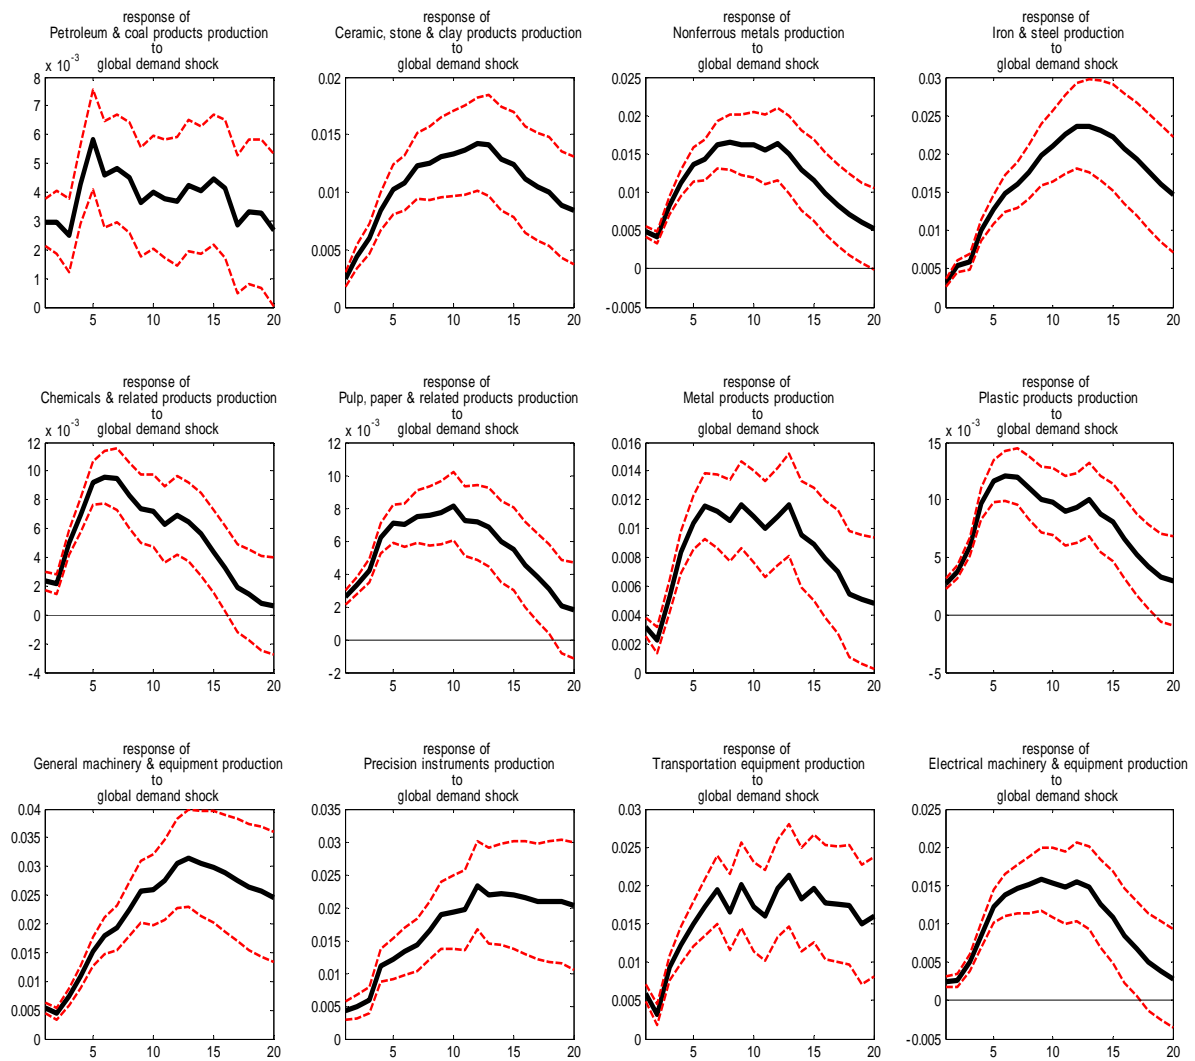 response of
Petroleum & coal products production
to
global demand shock
x 10^-3
8
7
6
5
4
3
2
1
0
5 10 15 20
response of
Ceramic, stone & clay products production
to
global demand shock
0.02
0.015
0.01
0.005
0
5 10 15 20
response of
Nonferrous metals production
to
global demand shock
0.025
0.02
0.015
0.01
0.005
0
-0.005
5 10 15 20
response of
Iron & steel production
to
global demand shock
0.03
0.025
0.02
0.015
0.01
0.005
0
5 10 15 20
response of
Chemicals & related products production
to
global demand shock
x 10^-3
12
10
8
6
4
2
0
-2
-4
5 10 15 20
response of
Pulp, paper & related products production
to
global demand shock
x 10^-3
12
10
8
6
4
2
0
-2
5 10 15 20
response of
Metal products production
to
global demand shock
0.016
0.014
0.012
0.01
0.008
0.006
0.004
0.002
0
5 10 15 20
response of
Plastic products production
to
global demand shock
x 10^-3
15
10
5
0
-5
5 10 15 20
response of
General machinery & equipment production
to
global demand shock
0.04
0.035
0.03
0.025
0.02
0.015
0.01
0.005
0
5 10 15 20
response of
Precision instruments production
to
global demand shock
0.035
0.03
0.025
0.02
0.015
0.01
0.005
0
5 10 15 20
response of
Transportation equipment production
to
global demand shock
0.03
0.025
0.02
0.015
0.01
0.005
0
5 10 15 20
response of
Electrical machinery & equipment production
to
global demand shock
0.025
0.02
0.015
0.01
0.005
0
-0.005
5 10 15 20